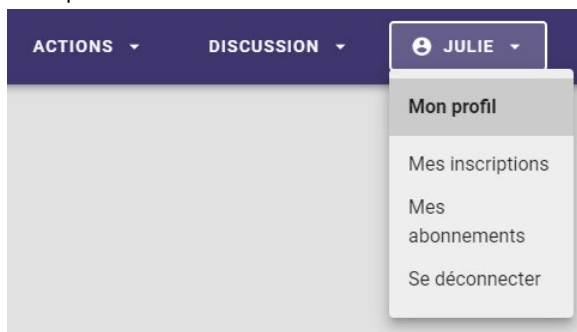 ACTIONS DISCUSSION JULIE
Mon profil
Mes inscriptions
Mes
abonnements
Se déconnecter